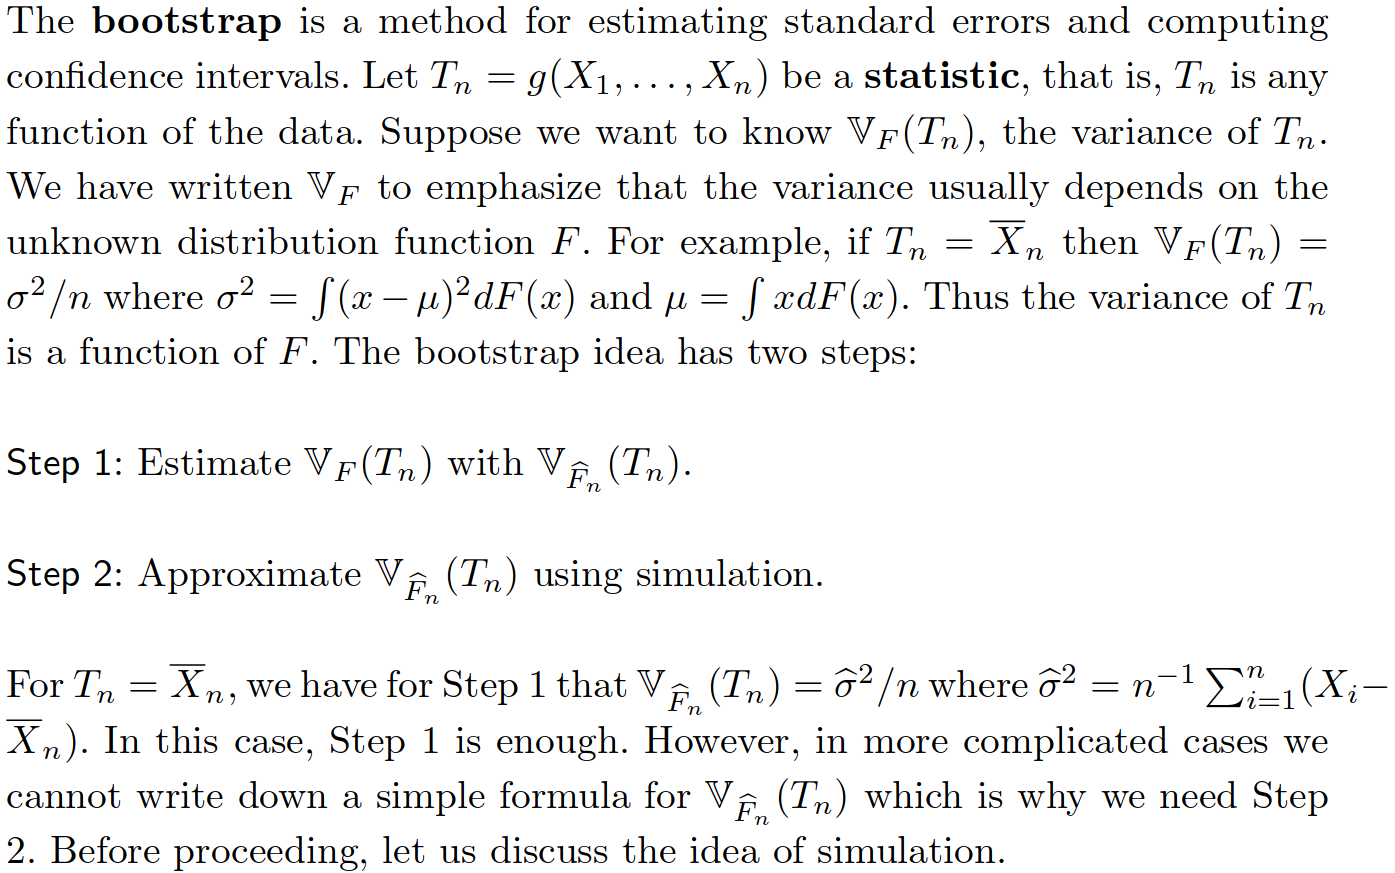 The bootstrap is a method for estimating standard errors and computing
confidence intervals. Let $T_n = g(X_1, \ldots, X_n)$ be a statistic, that is, $T_n$ is any
function of the data. Suppose we want to know $\mathbb{V}_F(T_n)$, the variance of $T_n$.
We have written $\mathbb{V}_F$ to emphasize that the variance usually depends on the
unknown distribution function $F$. For example, if $T_n = \overline{X}_n$ then $\mathbb{V}_F(T_n) =$
$\sigma^2/n$ where $\sigma^2 = \int (x - \mu)^2 dF(x)$ and $\mu = \int x dF(x)$. Thus the variance of $T_n$
is a function of $F$. The bootstrap idea has two steps:
Step 1: Estimate $\mathbb{V}_F(T_n)$ with $\mathbb{V}_{\widehat{F}_n}(T_n)$.
Step 2: Approximate $\mathbb{V}_{\widehat{F}_n}(T_n)$ using simulation.
For $T_n = \overline{X}_n$, we have for Step 1 that $\mathbb{V}_{\widehat{F}_n}(T_n) = \widehat{\sigma}^2/n$ where $\widehat{\sigma}^2 = n^{-1} \sum_{i=1}^n (X_i -$
$\overline{X}_n)$. In this case, Step 1 is enough. However, in more complicated cases we
cannot write down a simple formula for $\mathbb{V}_{\widehat{F}_n}(T_n)$ which is why we need Step
2. Before proceeding, let us discuss the idea of simulation.